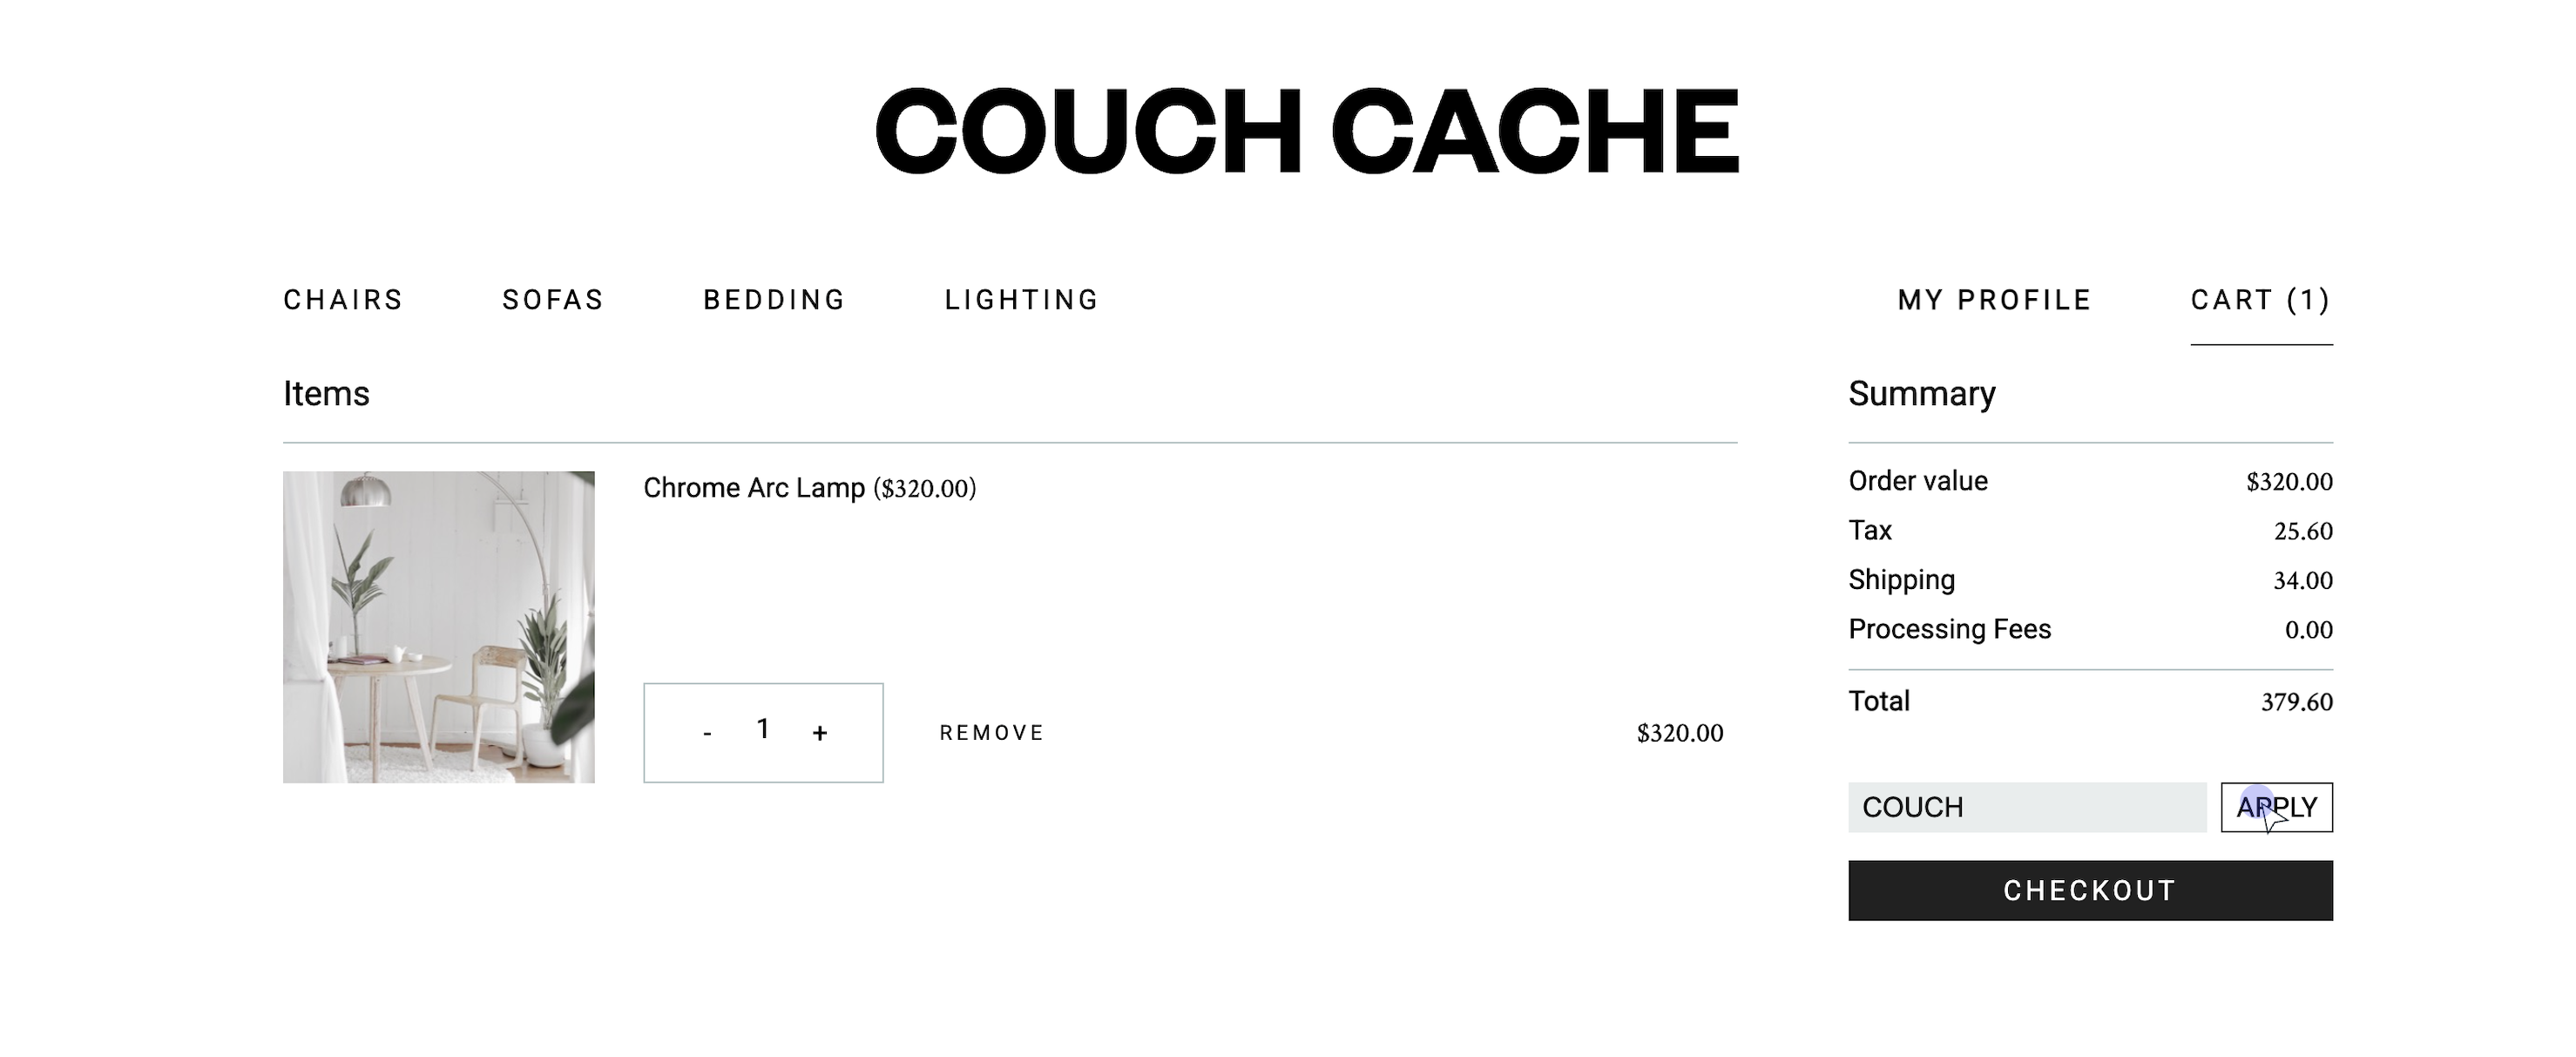 COUCH CACHE
CHAIRS SOFAS BEDDING LIGHTING MY PROFILE CART (1)
Items
Chrome Arc Lamp ($320.00)
- 1 + REMOVE $320.00
Summary
Order value $320.00
Tax 25.60
Shipping 34.00
Processing Fees 0.00
Total 379.60
COUCH APPLY
CHECKOUT